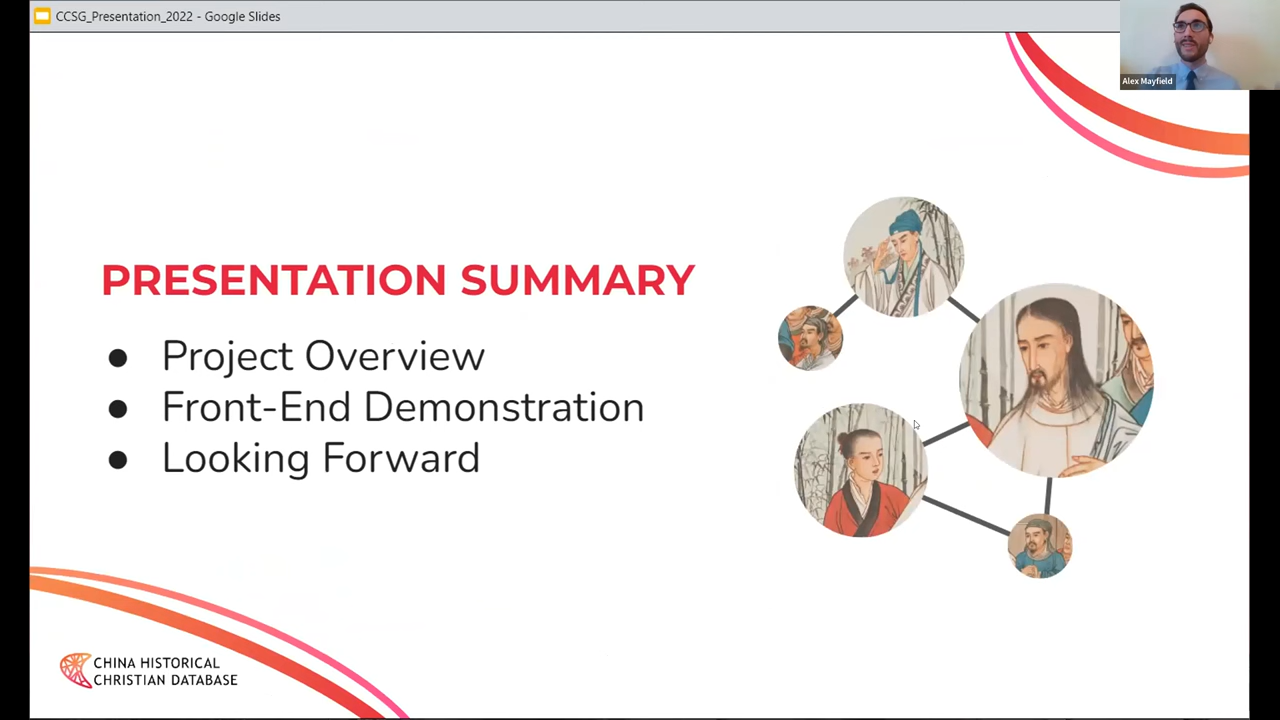 CCSG_Presentation_2022 - Google Slides
Alex Mayfield
PRESENTATION SUMMARY
● Project Overview
● Front-End Demonstration
● Looking Forward
CHINA HISTORICAL
CHRISTIAN DATABASE